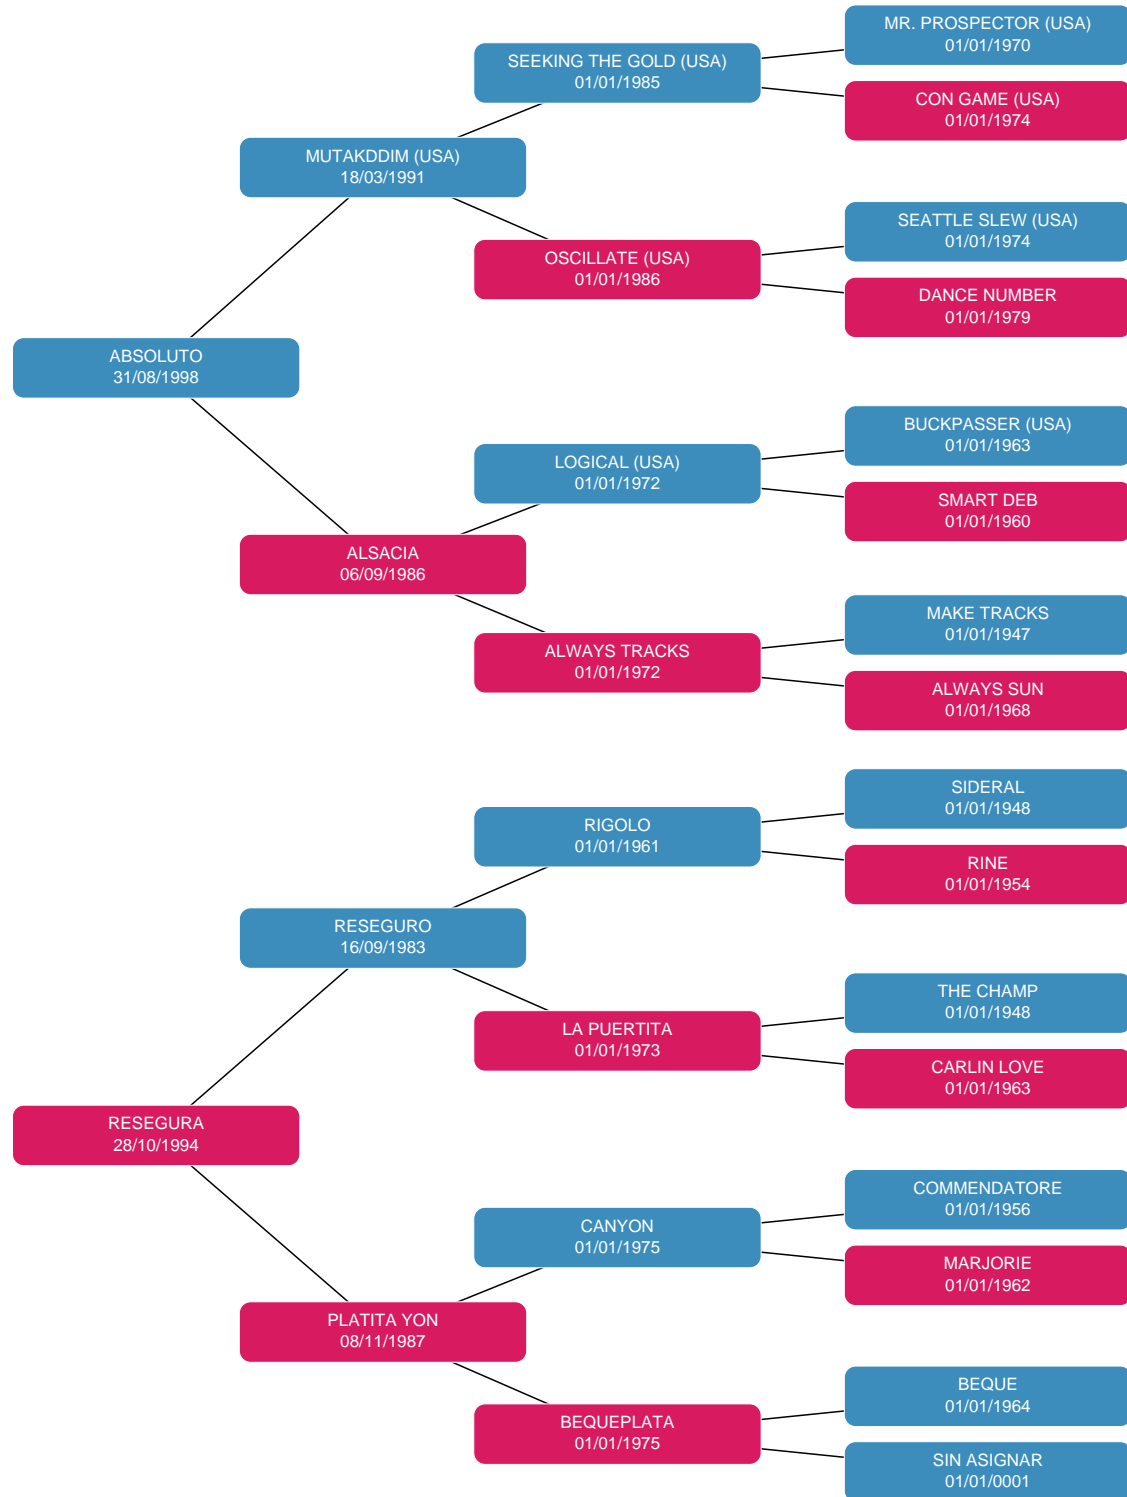 MR. PROSPECTOR (USA)
01/01/1970
SEEKING THE GOLD (USA)
01/01/1985
CON GAME (USA)
01/01/1974
MUTAKDDIM (USA)
18/03/1991
SEATTLE SLEW (USA)
01/01/1974
OSCILLATE (USA)
01/01/1986
DANCE NUMBER
01/01/1979
ABSOLUTO
31/08/1998
BUCKPASSER (USA)
01/01/1963
LOGICAL (USA)
01/01/1972
SMART DEB
01/01/1960
ALSACIA
06/09/1986
MAKE TRACKS
01/01/1947
ALWAYS TRACKS
01/01/1972
ALWAYS SUN
01/01/1968
SIDERAL
01/01/1948
RIGOLO
01/01/1961
RINE
01/01/1954
RESEGURO
16/09/1983
THE CHAMP
01/01/1948
LA PUERTITA
01/01/1973
CARLIN LOVE
01/01/1963
RESEGURA
28/10/1994
COMMENDATORE
01/01/1956
CANYON
01/01/1975
MARJORIE
01/01/1962
PLATITA YON
08/11/1987
BEQUE
01/01/1964
BEQUEPLATA
01/01/1975
SIN ASIGNAR
01/01/0001